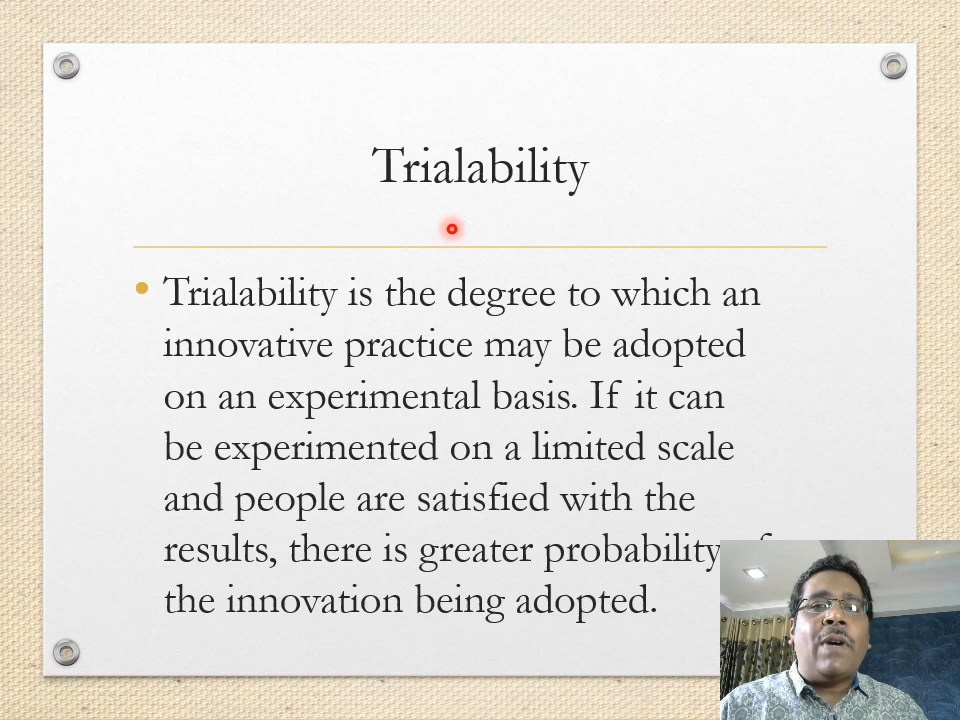 Trialability
• Trialability is the degree to which an
innovative practice may be adopted
on an experimental basis. If it can
be experimented on a limited scale
and people are satisfied with the
results, there is greater probability
the innovation being adopted.